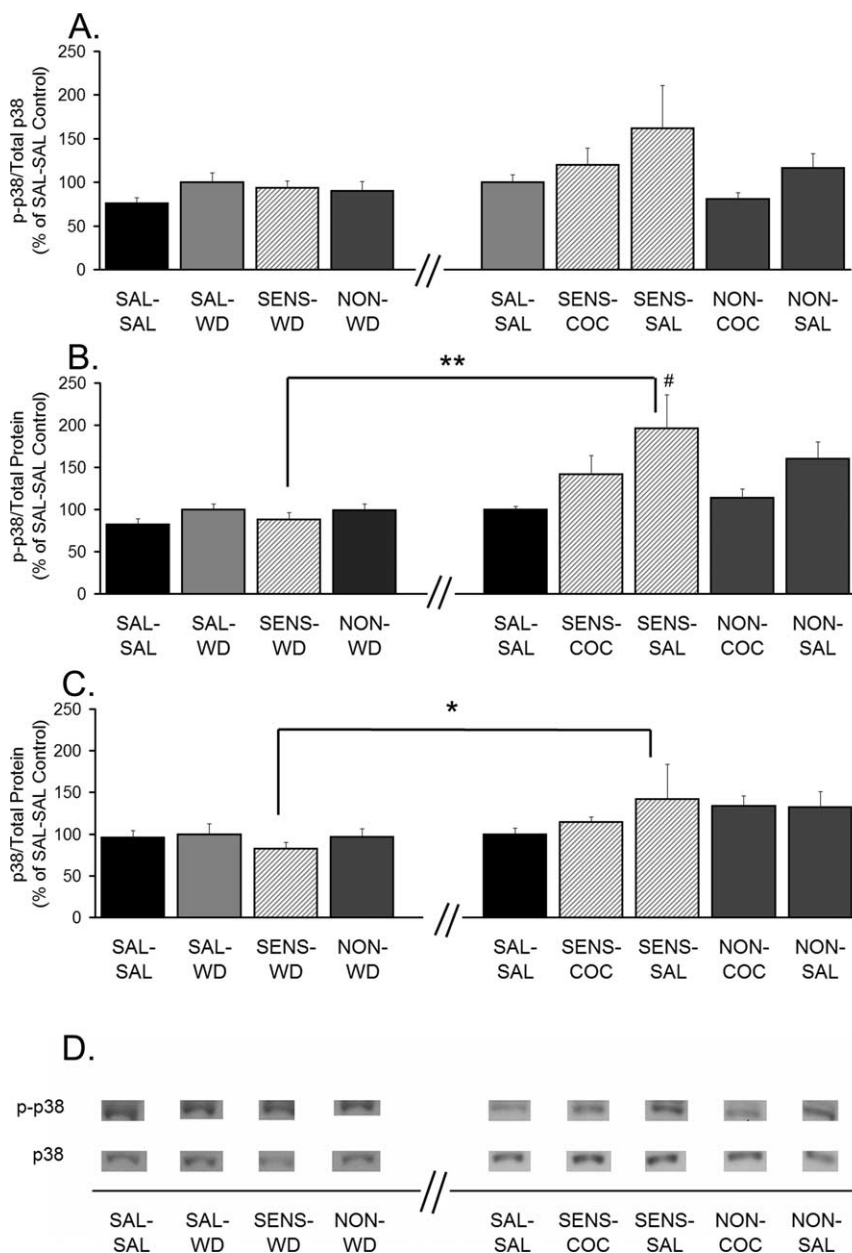 A.
p-p38/Total p38
(% of SAL-SAL Control)
250
200
150
100
50
0
//
SAL- SAL- SENS- NON- SAL- SENS- SENS- NON- NON-
SAL WD WD WD SAL COC SAL COC SAL
B.
p-p38/Total Protein
(% of SAL-SAL Control)
**
#
250
200
150
100
50
0
//
SAL- SAL- SENS- NON- SAL- SENS- SENS- NON- NON-
SAL WD WD WD SAL COC SAL COC SAL
C.
p38/Total Protein
(% of SAL-SAL Control)
*
250
200
150
100
50
0
//
SAL- SAL- SENS- NON- SAL- SENS- SENS- NON- NON-
SAL WD WD WD SAL COC SAL COC SAL
D.
p-p38
p38
//
SAL- SAL- SENS- NON- SAL- SENS- SENS- NON- NON-
SAL WD WD WD SAL COC SAL COC SAL